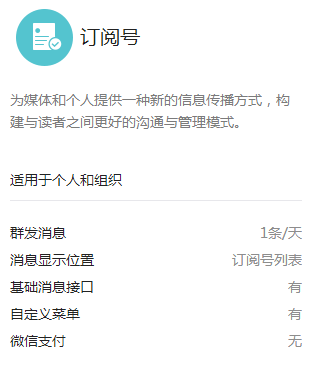 订阅号
为媒体和个人提供一种新的信息传播方式，构
建与读者之间更好的沟通与管理模式。
适用于个人和组织
群发消息 1条/天
消息显示位置 订阅号列表
基础消息接口 有
自定义菜单 有
微信支付 无